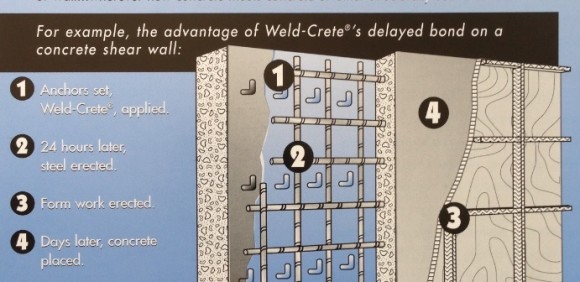 For example, the advantage of Weld-Crete®'s delayed bond on a
concrete shear wall:
1 Anchors set,
Weld-Crete®, applied.
2 24 hours later,
steel erected.
3 Form work erected.
4 Days later, concrete
placed.
1
2
4
3